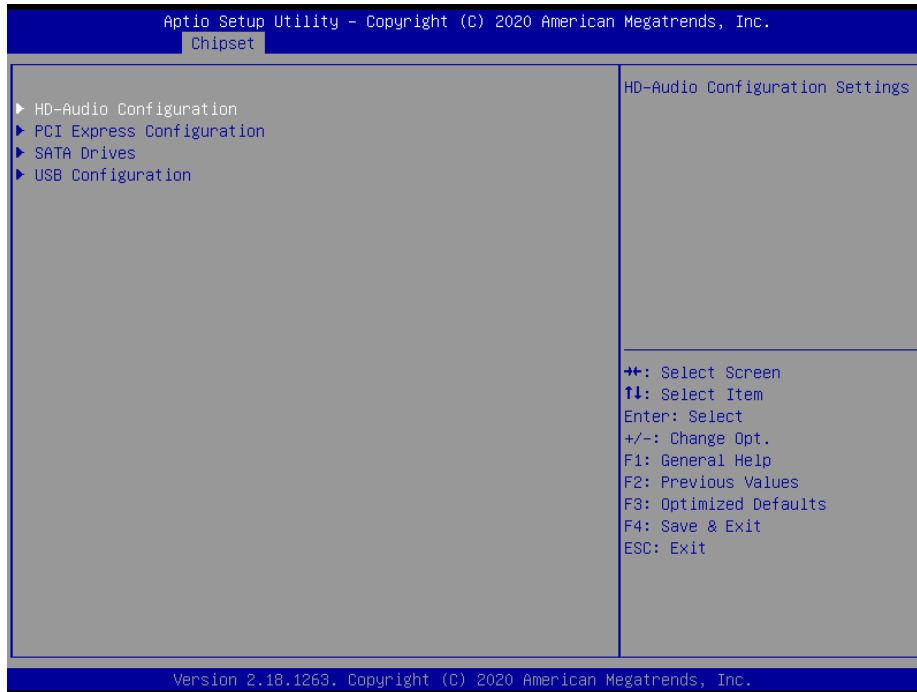 Aptio Setup Utility – Copyright (C) 2020 American Megatrends, Inc.
Chipset
HD-Audio Configuration
PCI Express Configuration
SATA Drives
USB Configuration
HD-Audio Configuration Settings
→←: Select Screen
↑↓: Select Item
Enter: Select
+/-: Change Opt.
F1: General Help
F2: Previous Values
F3: Optimized Defaults
F4: Save & Exit
ESC: Exit
Version 2.18.1263. Copyright (C) 2020 American Megatrends, Inc.